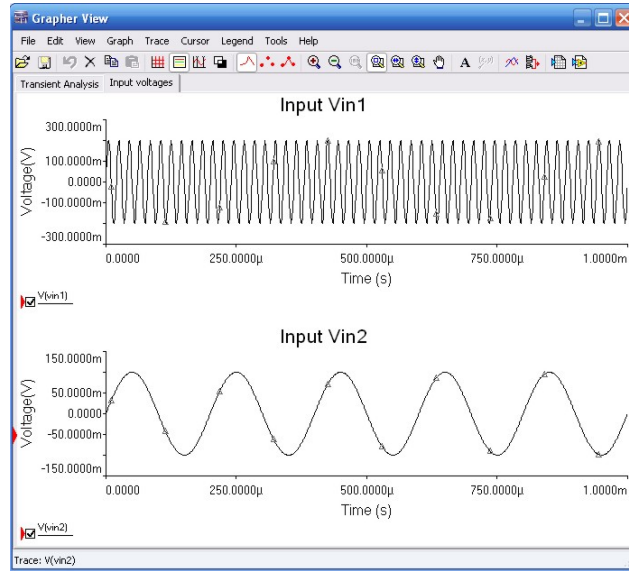 Grapher View
File Edit View Graph Trace Cursor Legend Tools Help
A
Transient Analysis Input voltages
Input Vin1
Voltage(V)
300.0000m
100.0000m
0.0000
-100.0000m
-300.0000m
0.0000 250.0000µ 500.0000µ 750.0000µ 1.0000m
Time (s)
V(vin1)
Input Vin2
Voltage(V)
150.0000m
50.0000m
0.0000
-50.0000m
-150.0000m
0.0000 250.0000µ 500.0000µ 750.0000µ 1.0000m
Time (s)
V(vin2)
Trace: V(vin2)